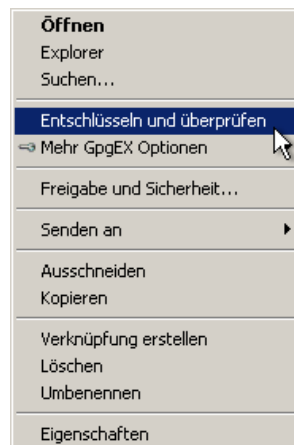 Öffnen
Explorer
Suchen...
Entschlüsseln und überprüfen
Mehr GpgEX Optionen
Freigabe und Sicherheit...
Senden an
Ausschneiden
Kopieren
Verknüpfung erstellen
Löschen
Umbenennen
Eigenschaften